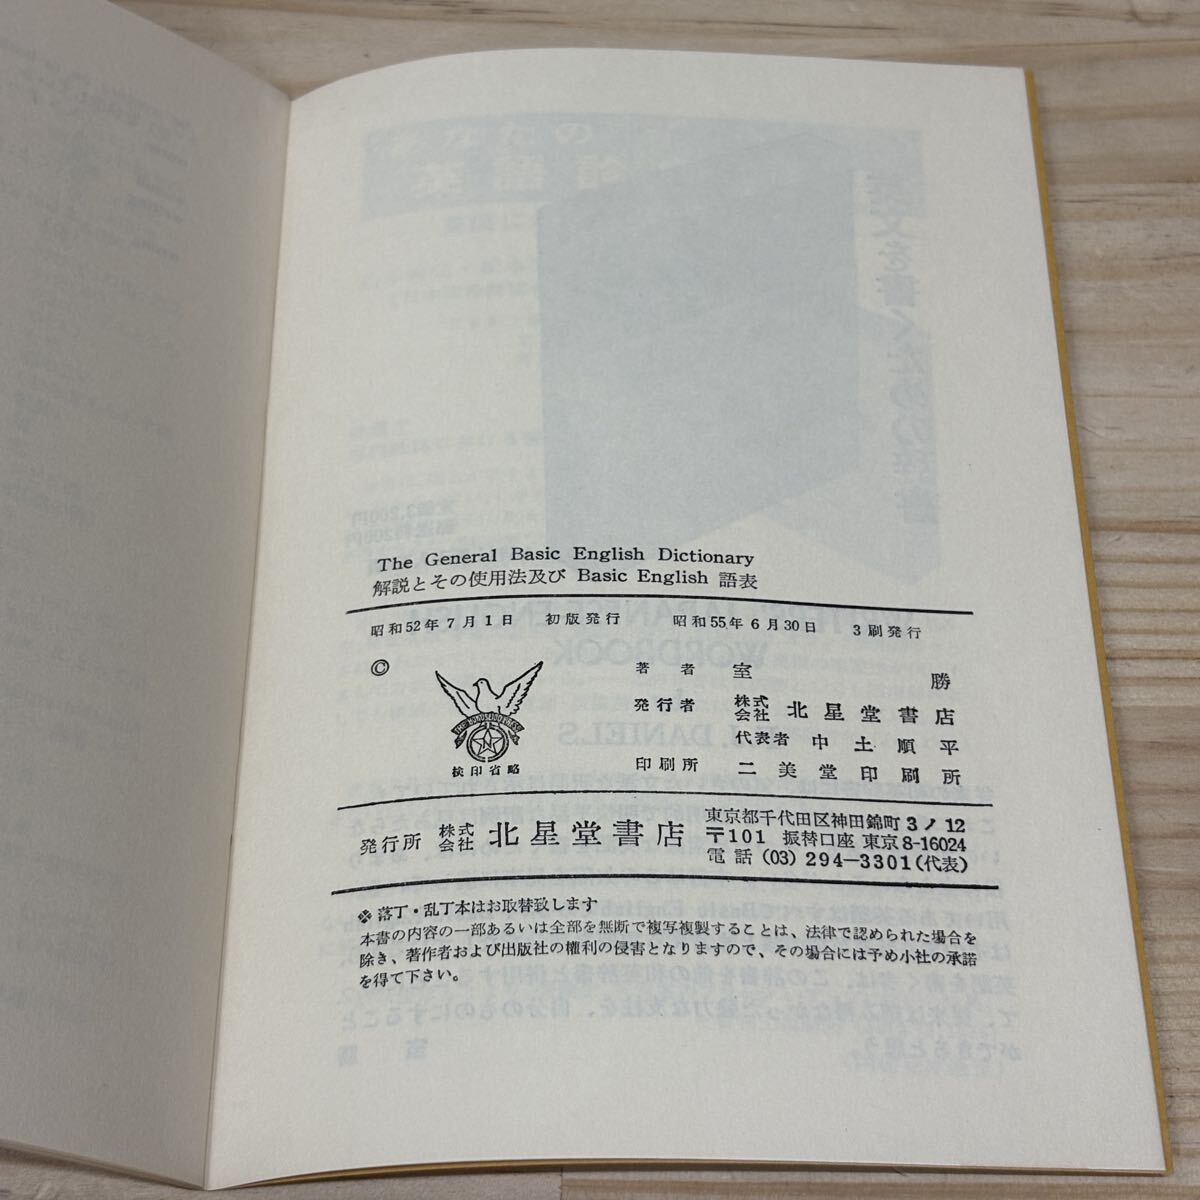 The General Basic English Dictionary
解説とその使用法及び Basic English 語表
昭和52年7月1日 初版発行 昭和55年6月30日 3刷発行
©
著者 室 勝
発行者 株式会社 北星堂書店
代表者 中土順平
検印省略
印刷所 二美堂印刷所
発行所 株式会社 北星堂書店
東京都千代田区神田錦町3ノ12
〒101 振替口座 東京8-16024
電話 (03) 294-3301(代表)
※ 落丁・乱丁本はお取替致します
本書の内容の一部あるいは全部を無断で複写複製することは、法律で認められた場合を
除き、著作者および出版社の権利の侵害となりますので、その場合には予め小社の承諾
を得て下さい。